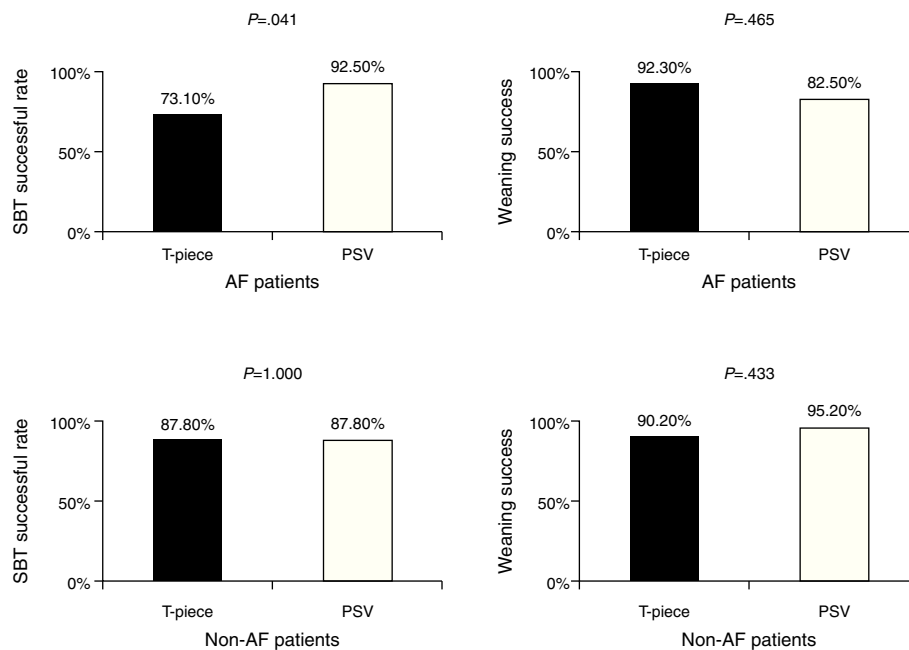 P=.041
SBT successful rate
100%
50%
0%
73.10%
92.50%
T-piece
PSV
AF patients
P=.465
Weaning success
100%
50%
0%
92.30%
82.50%
T-piece
PSV
AF patients
P=1.000
SBT successful rate
100%
50%
0%
87.80%
87.80%
T-piece
PSV
Non-AF patients
P=.433
Weaning success
100%
50%
0%
90.20%
95.20%
T-piece
PSV
Non-AF patients